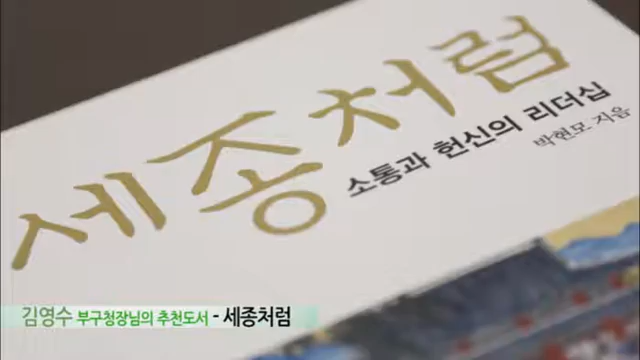 세종처럼
소통과 헌신의 리더십
박현모 지음
김영수 부구청장님의 추천도서 - 세종처럼